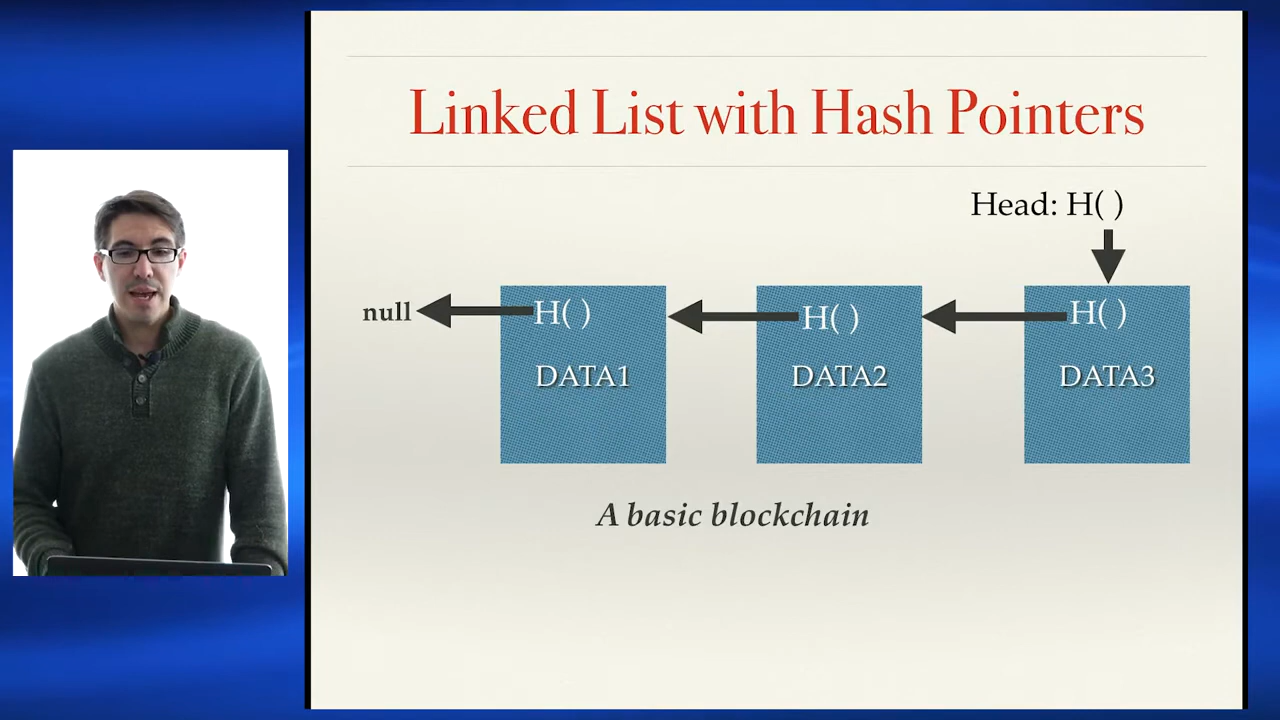 Linked List with Hash Pointers
Head: H( )
null
H( )
H( )
H( )
DATA1
DATA2
DATA3
A basic blockchain